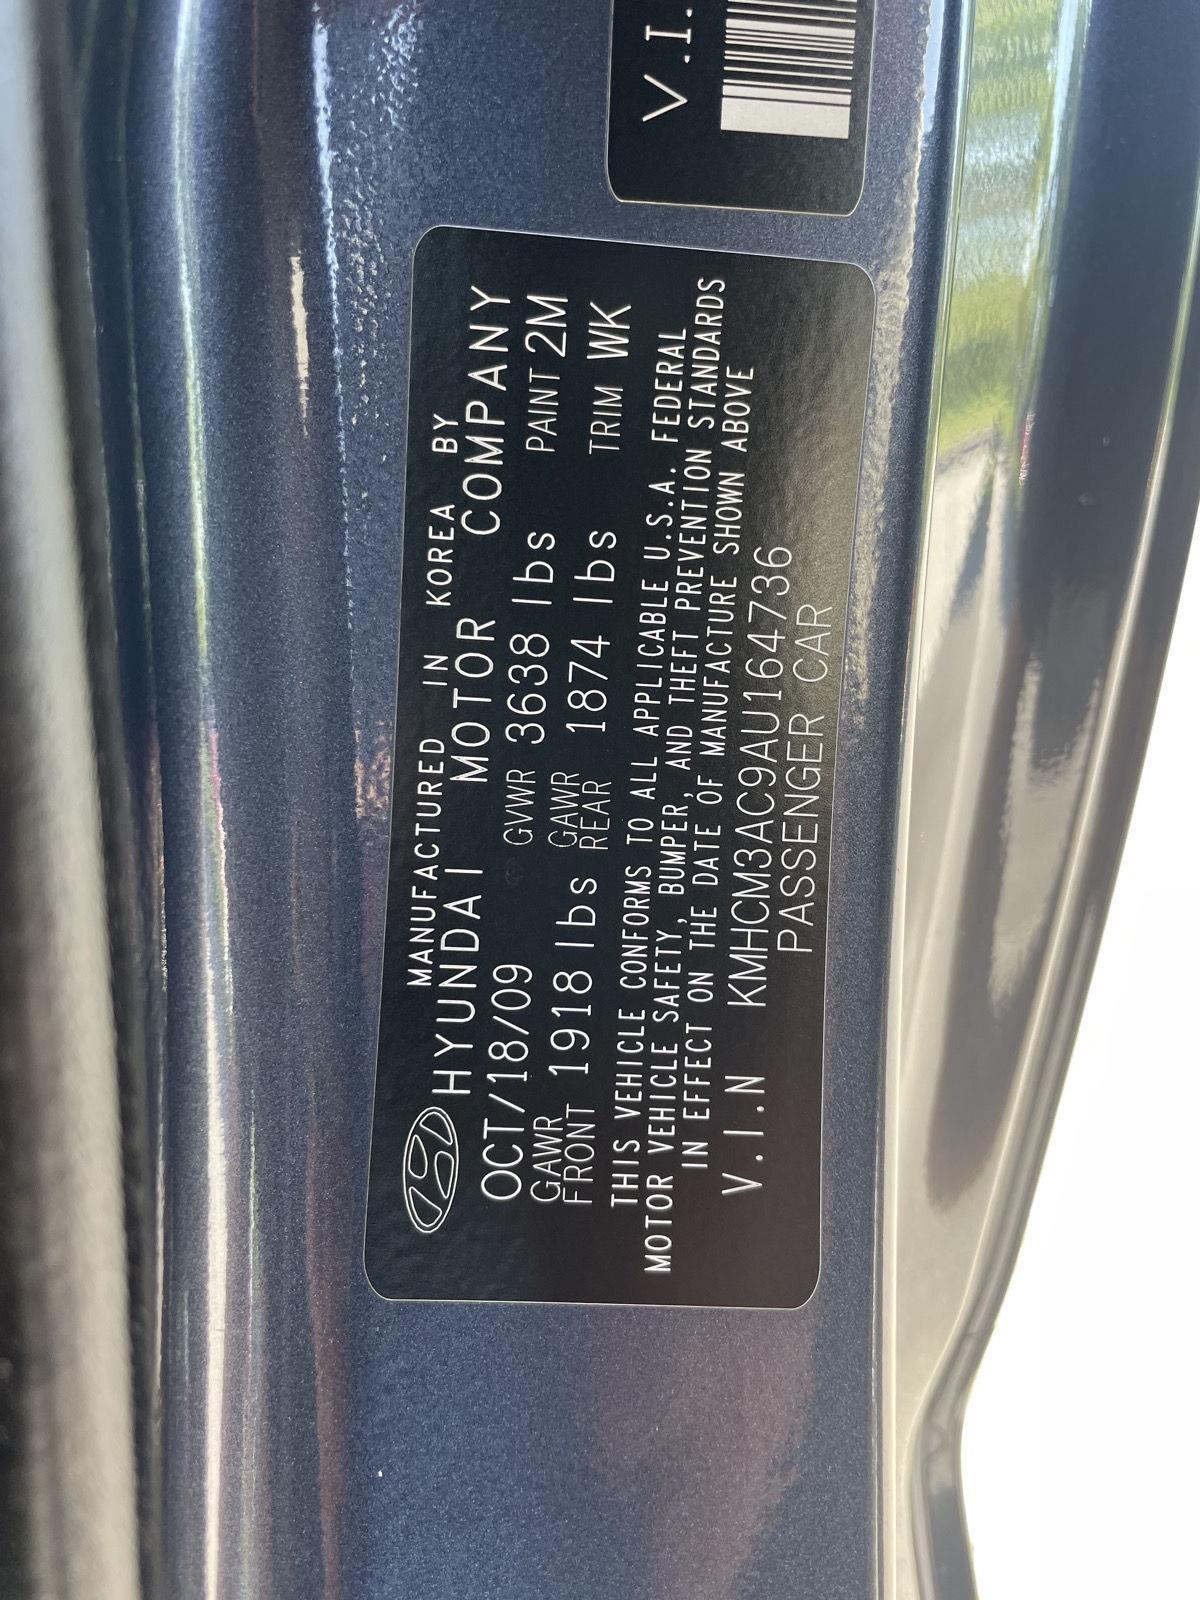 MANUFACTURED IN KOREA BY
HYUNDAI MOTOR COMPANY
OCT/18/09 GVWR 3638 lbs PAINT 2M
GAWR FRONT 1918 lbs GAWR REAR 1874 lbs TRIM WK
THIS VEHICLE CONFORMS TO ALL APPLICABLE U.S.A. FEDERAL
MOTOR VEHICLE SAFETY, BUMPER, AND THEFT PREVENTION STANDARDS
IN EFFECT ON THE DATE OF MANUFACTURE SHOWN ABOVE
V.I.N KMHCM3AC9AU164736
PASSENGER CAR
V.I.